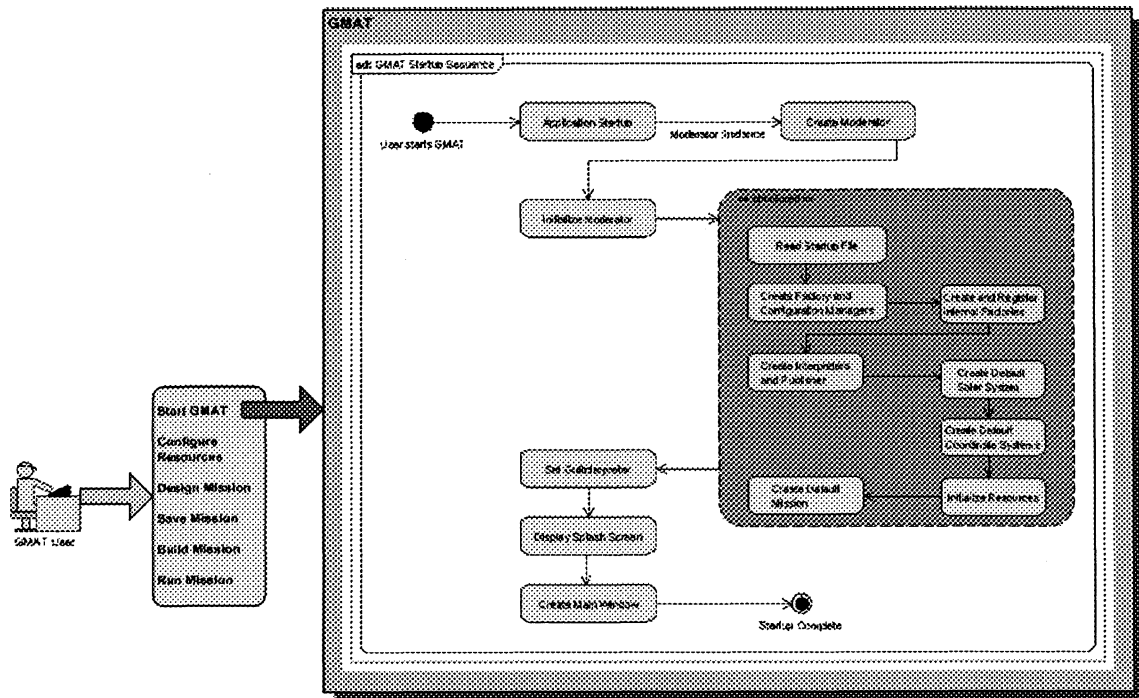 GMAT
GMAT Startup Sequence
User starts GMAT
Application Startup
Moderator Instance
Create Moderator
Initialize Moderator
Read Startup File
Create Factory and
Configuration Managers
Create and Register
Internal Factories
Create Interpreters
and Publisher
Create Default
Solar System
Create Default
Coordinate Systems
Initialize Resources
Create Default
Mission
Set GuiInterpreter
Display Splash Screen
Create Main Window
Startup Complete
GMAT User
Start GMAT
Configure
Resources
Design Mission
Save Mission
Build Mission
Run Mission